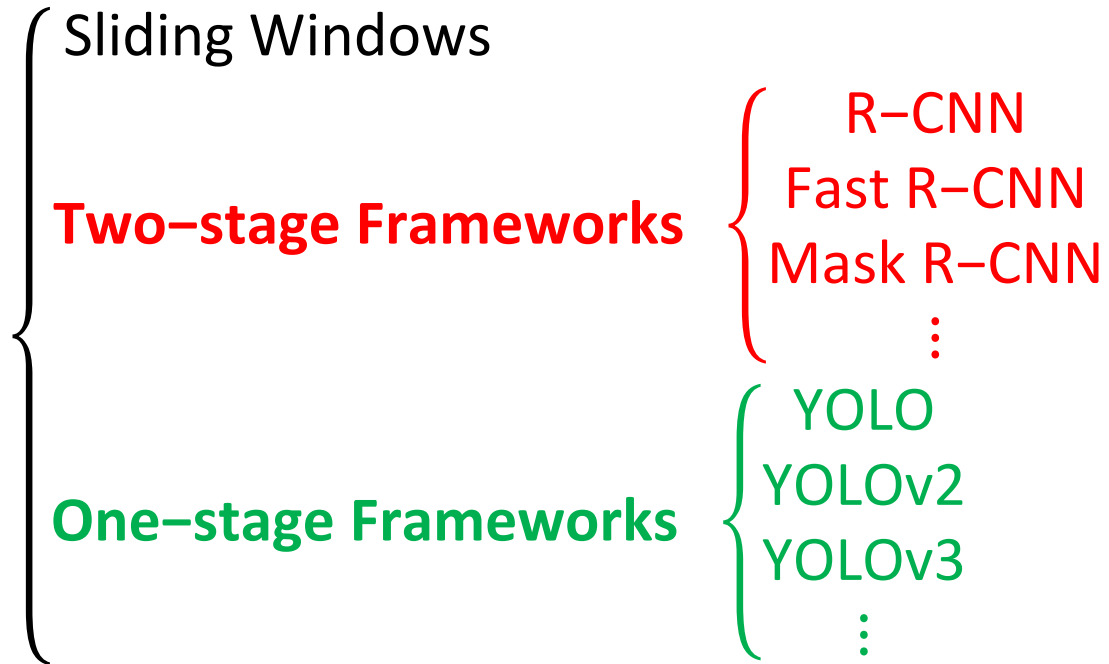 Sliding Windows
Two−stage Frameworks
R−CNN
Fast R−CNN
Mask R−CNN
⋮
One−stage Frameworks
YOLO
YOLOv2
YOLOv3
⋮